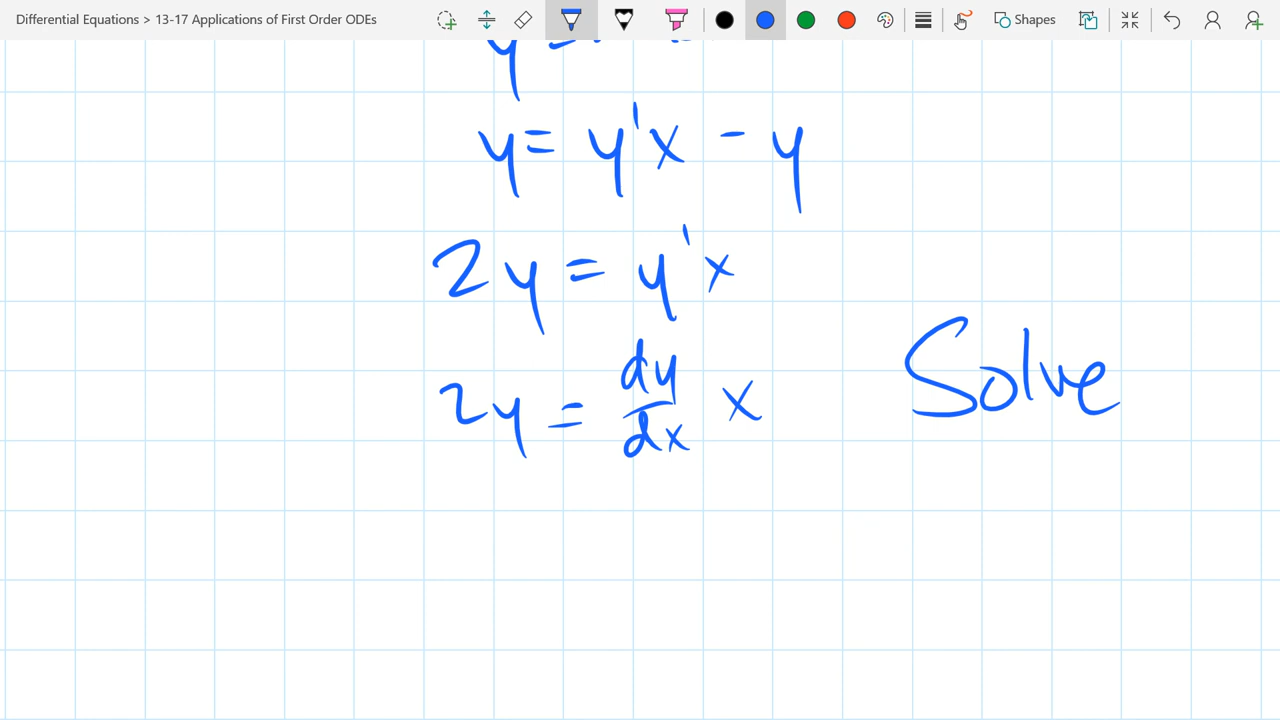 Differential Equations > 13-17 Applications of First Order ODEs
Shapes
y = y'x - y
2y = y'x
2y = dy/dx x
Solve